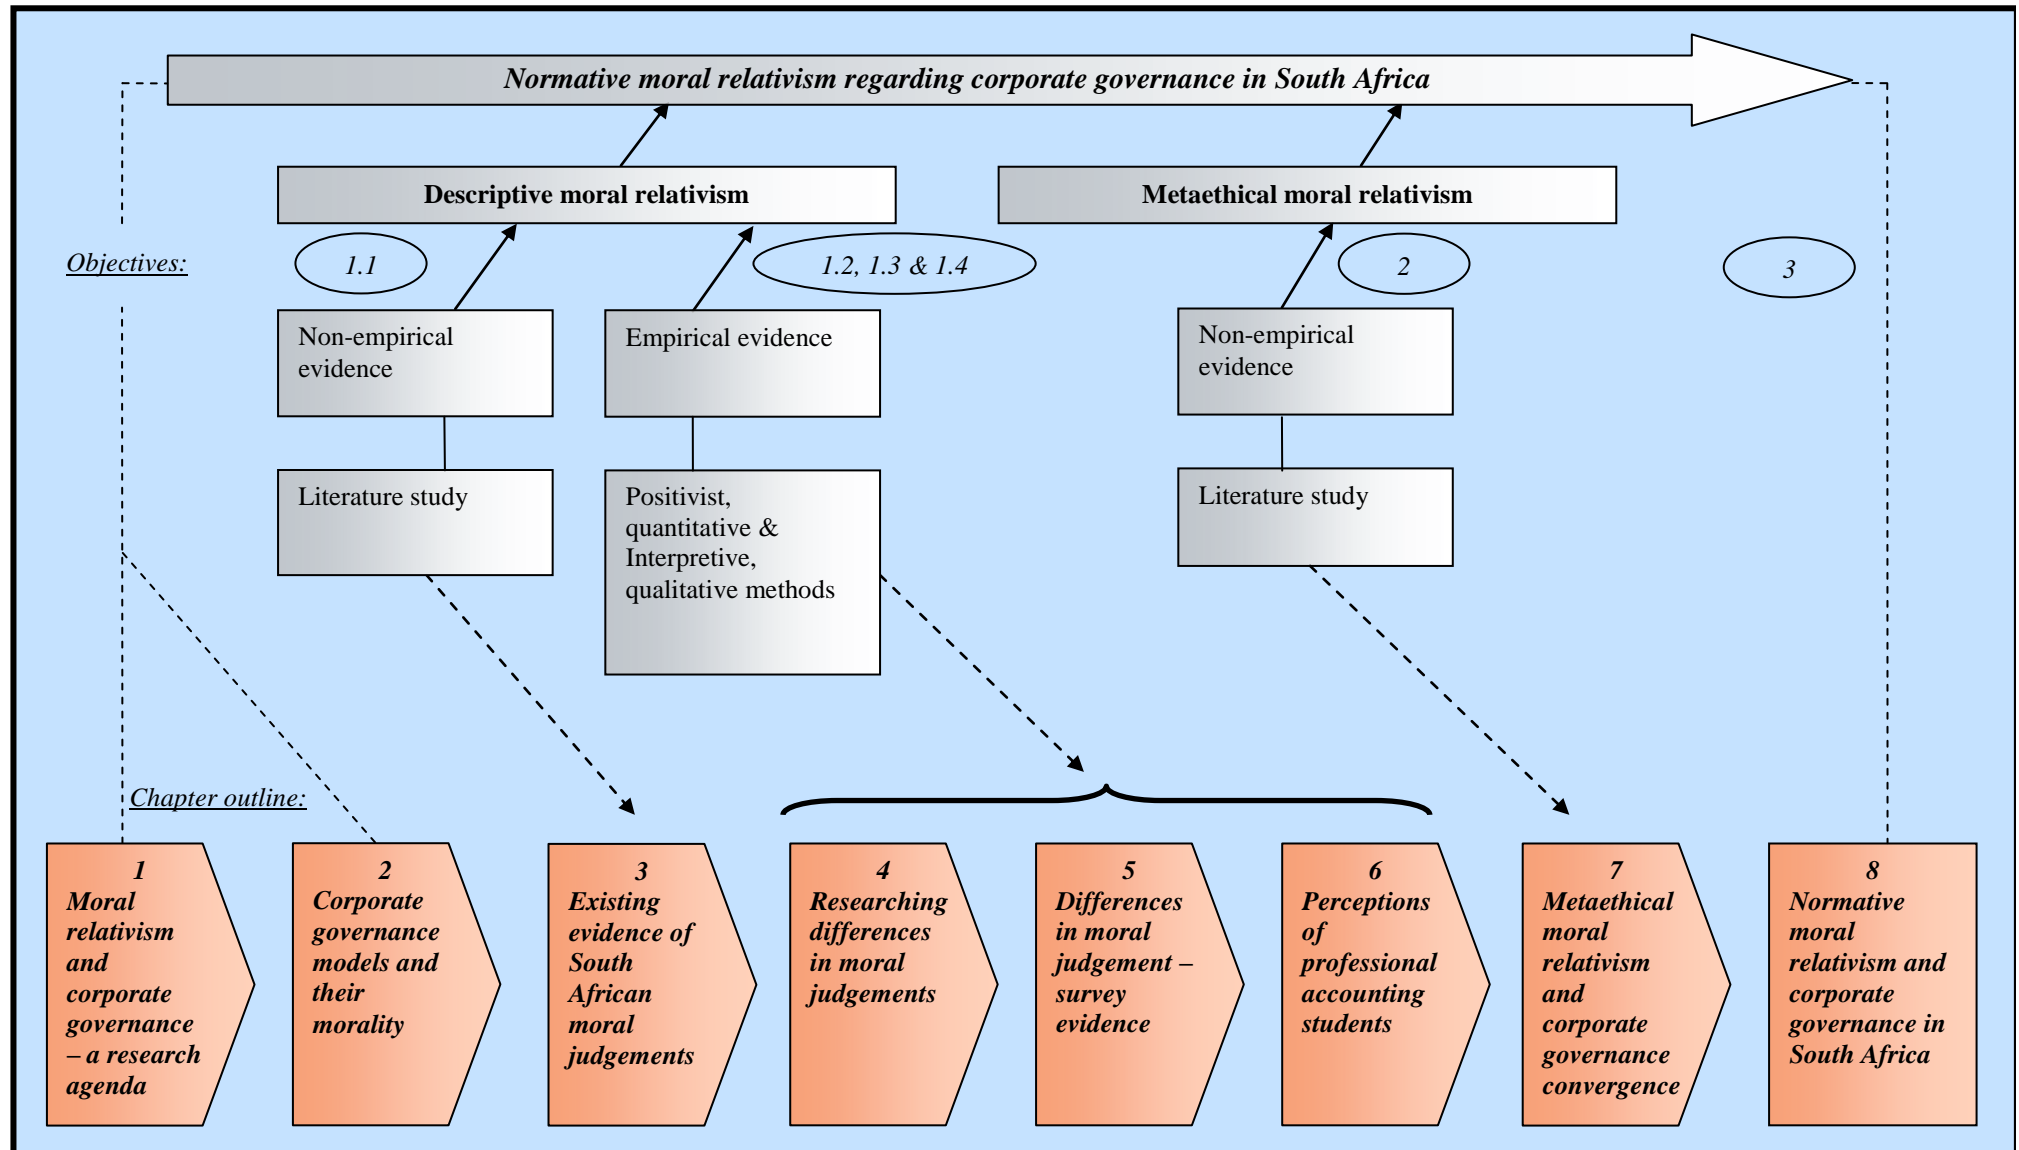 Normative moral relativism regarding corporate governance in South Africa
Descriptive moral relativism
Metaethical moral relativism
Objectives:
1.1
1.2, 1.3 & 1.4
2
3
Non-empirical
evidence
Empirical evidence
Non-empirical
evidence
Literature study
Positivist,
quantitative &
Interpretive,
qualitative methods
Literature study
Chapter outline:
1
Moral
relativism
and
corporate
governance
– a research
agenda
2
Corporate
governance
models and
their
morality
3
Existing
evidence of
South
African
moral
judgements
4
Researching
differences
in moral
judgements
5
Differences
in moral
judgement –
survey
evidence
6
Perceptions
of
professional
accounting
students
7
Metaethical
moral
relativism
and
corporate
governance
convergence
8
Normative
moral
relativism and
corporate
governance in
South Africa